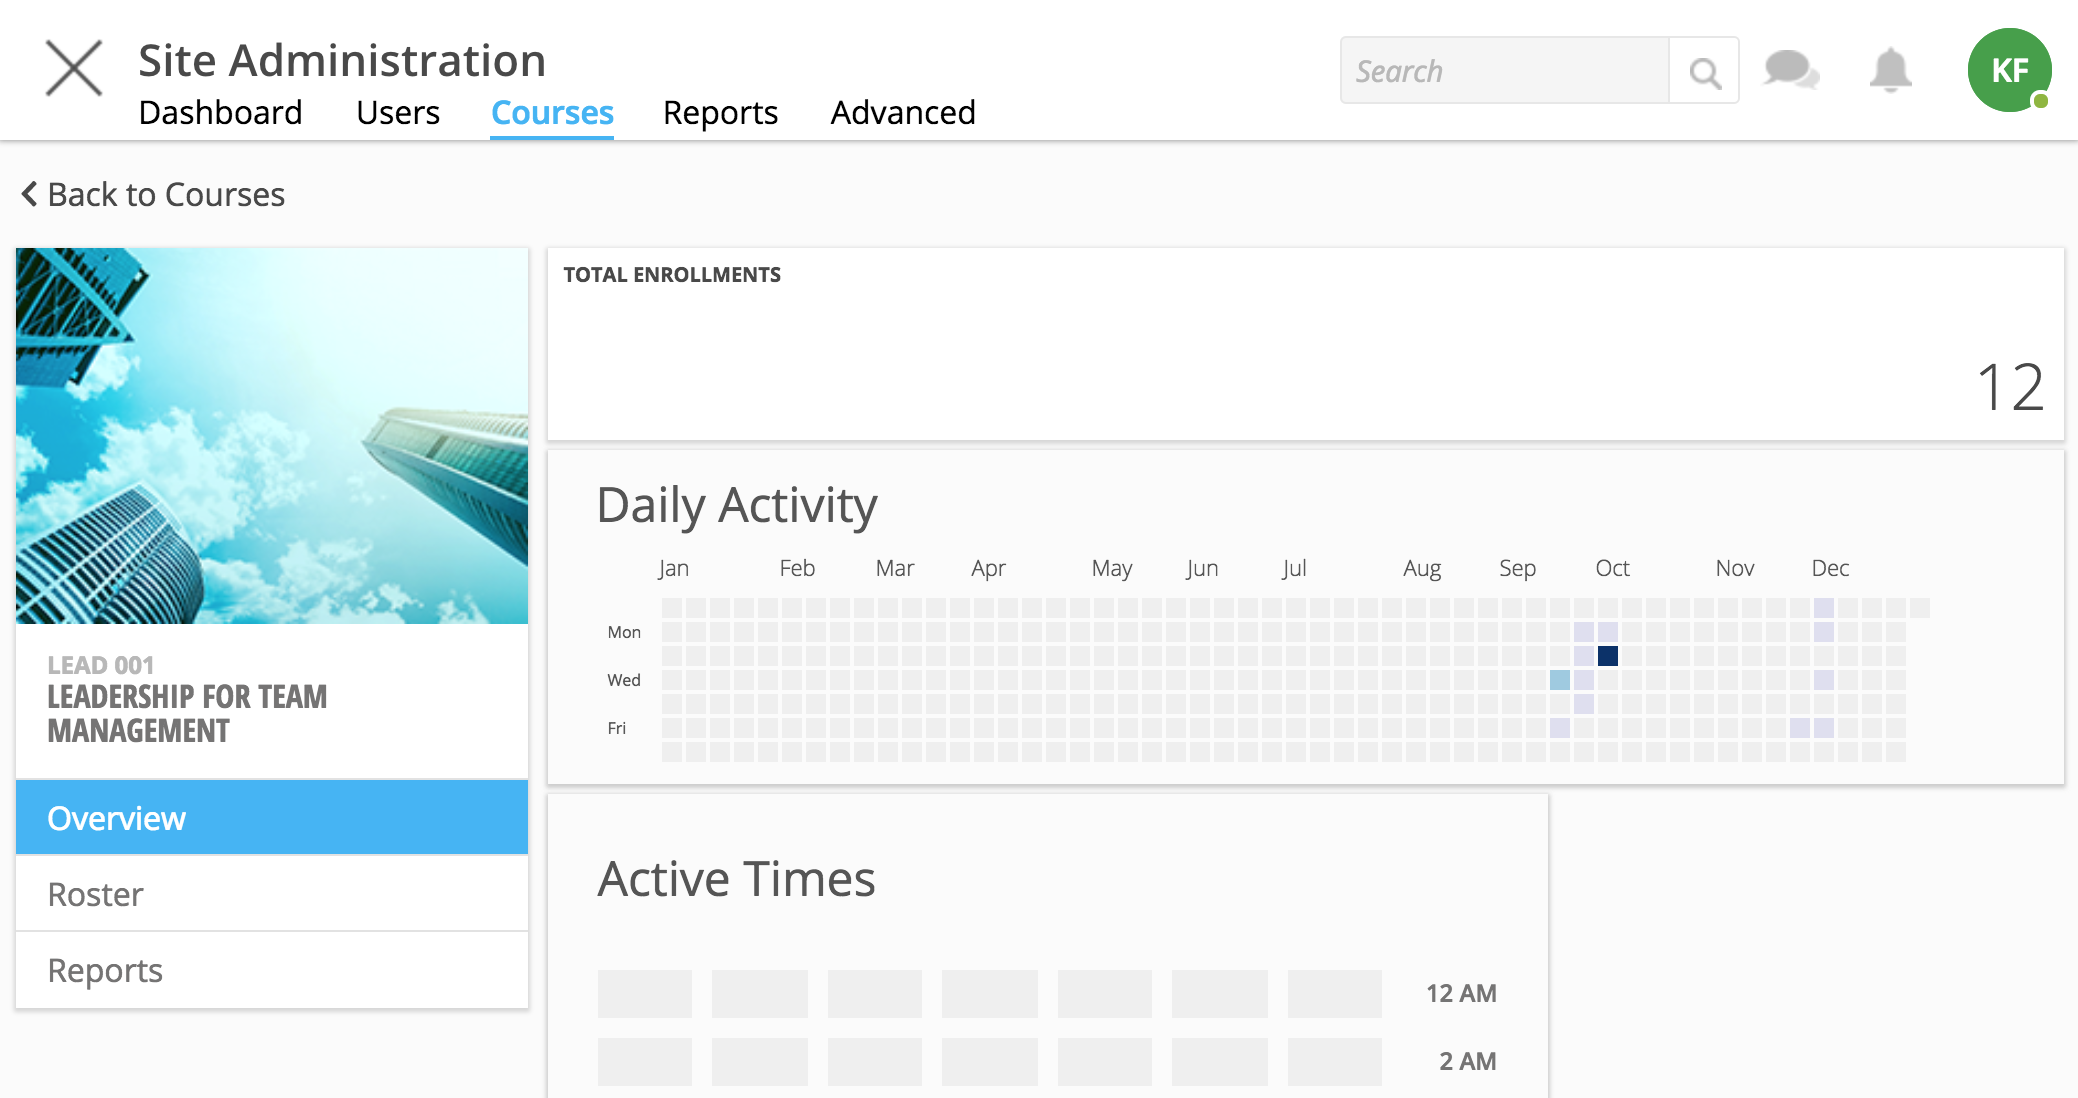 Site Administration
Search
KF
Dashboard Users Courses Reports Advanced
Back to Courses
LEAD 001
LEADERSHIP FOR TEAM
MANAGEMENT
Overview
Roster
Reports
TOTAL ENROLLMENTS
12
Daily Activity
Jan Feb Mar Apr May Jun Jul Aug Sep Oct Nov Dec
Mon
Wed
Fri
Active Times
12 AM
2 AM